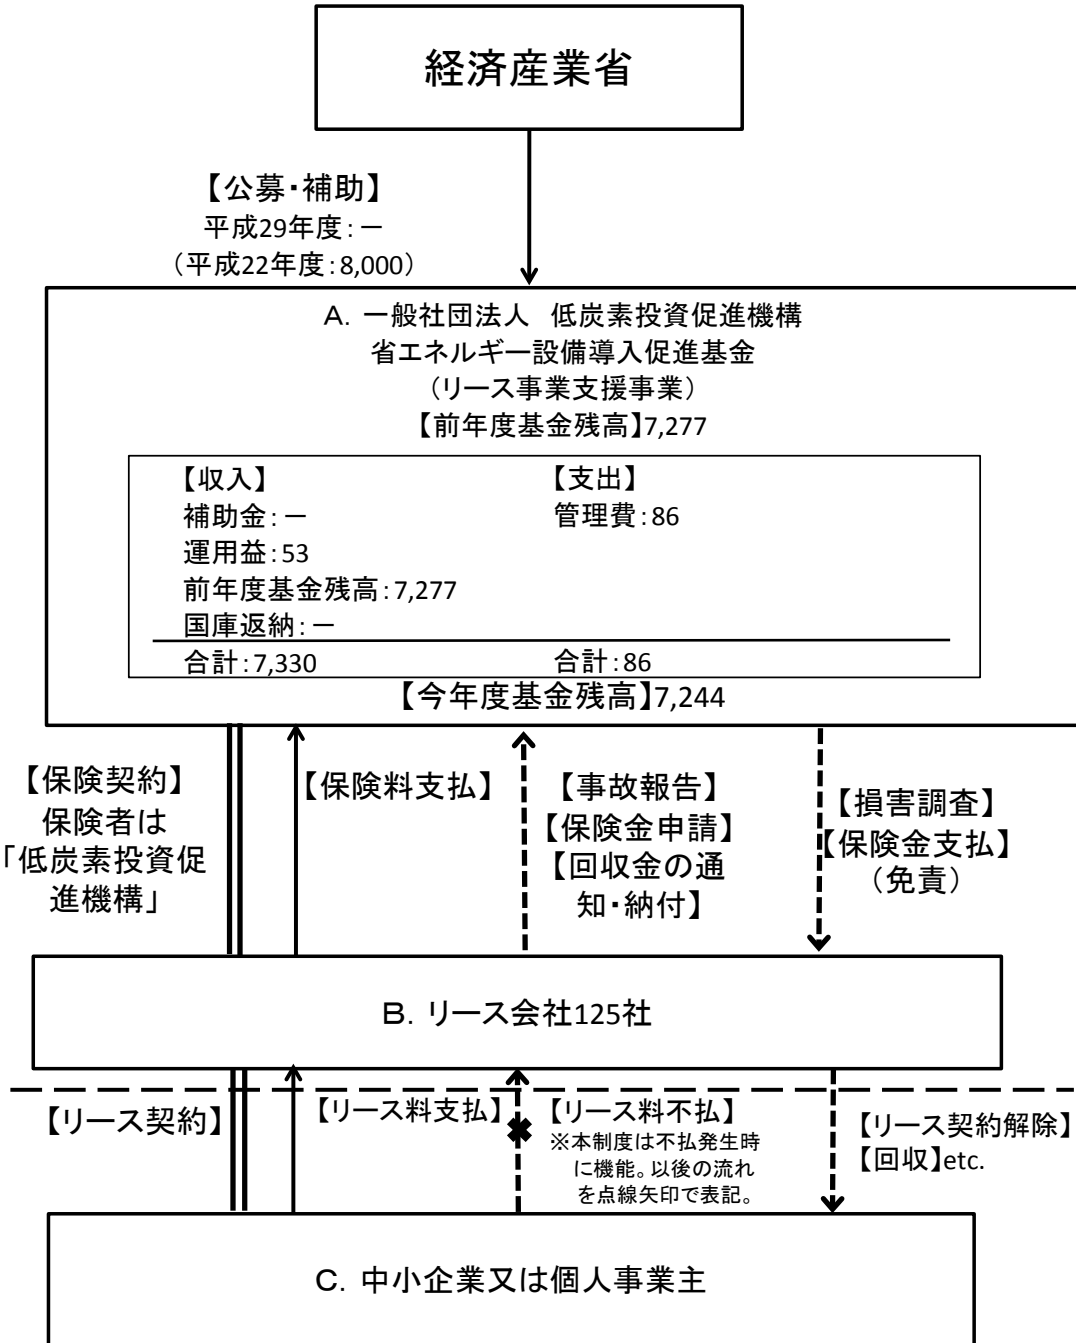 経済産業省
【公募・補助】
平成29年度：－
（平成22年度：8,000）
A．一般社団法人　低炭素投資促進機構
省エネルギー設備導入促進基金
（リース事業支援事業）
【前年度基金残高】7,277
【収入】
補助金：－
運用益：53
前年度基金残高：7,277
国庫返納：－
合計：7,330
【支出】
管理費：86
合計：86
【今年度基金残高】7,244
【保険契約】
保険者は
「低炭素投資促
進機構」
【保険料支払】
【事故報告】
【保険金申請】
【回収金の通
知・納付】
【損害調査】
【保険金支払】
（免責）
B．リース会社125社
【リース契約】
【リース料支払】
【リース料不払】
※本制度は不払発生時
に機能。以後の流れ
を点線矢印で表記。
【リース契約解除】
【回収】etc.
C．中小企業又は個人事業主